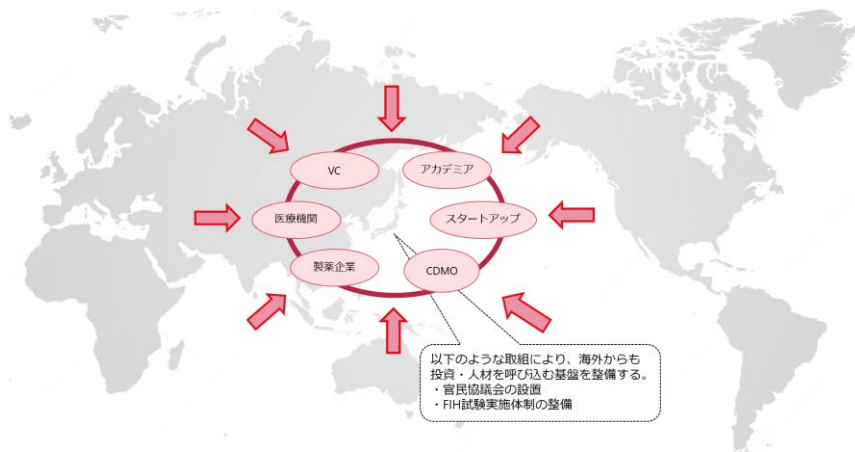 VC
アカデミア
医療機関
スタートアップ
製薬企業
CDMO
以下のような取組により、海外からも
投資・人材を呼び込む基盤を整備する。
・官民協議会の設置
・FIH試験実施体制の整備